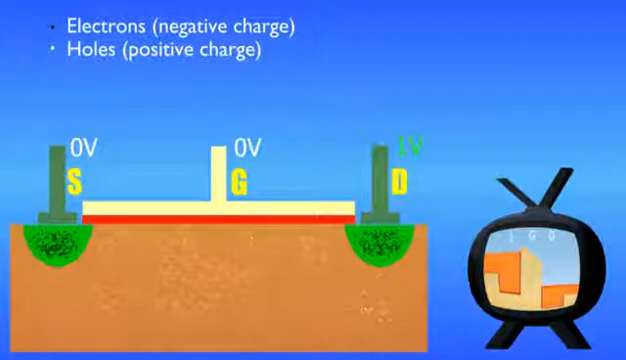 · Electrons (negative charge)
· Holes (positive charge)
0V 0V 1V
S G D
S G D